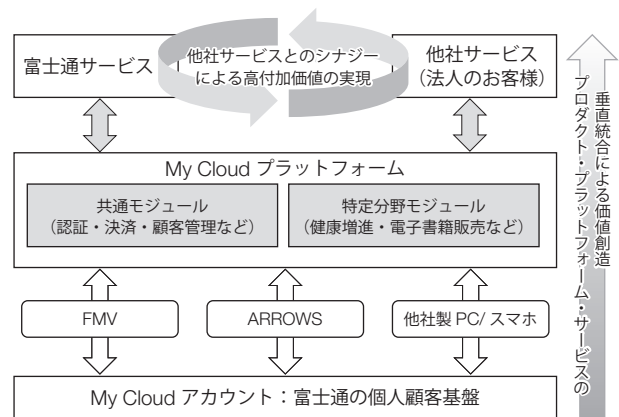 富士通サービス
他社サービスとのシナジー
による高付加価値の実現
他社サービス
（法人のお客様）
My Cloud プラットフォーム
共通モジュール
（認証・決済・顧客管理など）
特定分野モジュール
（健康増進・電子書籍販売など）
FMV
ARROWS
他社製 PC/ スマホ
My Cloud アカウント：富士通の個人顧客基盤
プロダクト・プラットフォーム・サービスの
垂直統合による価値創造